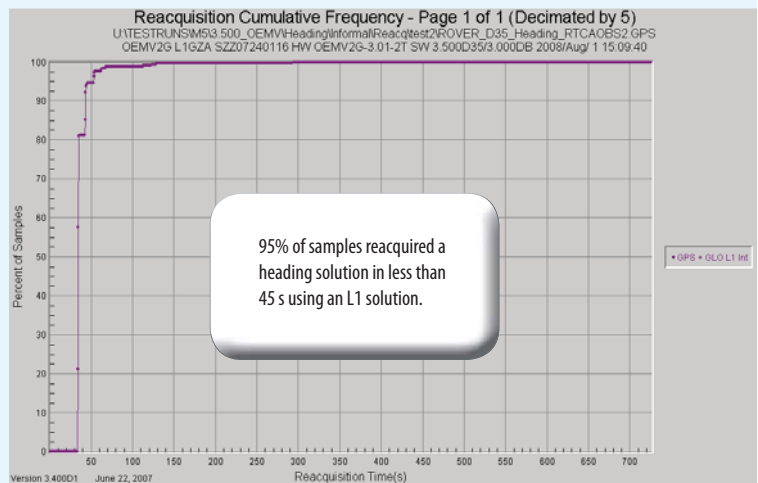 Reacquisition Cumulative Frequency - Page 1 of 1 (Decimated by 5)
U:\TESTRUNS\M5\3.500_OEMV\Heading\Informal\Reacq\test2\ROVER_D35_Heading_RTCAOBS2.GPS
OEMV2G L1GZA SZZ07240116 HW OEMV2G-3.01-2T SW 3.500D35/3.000DB 2008/Aug/ 1 15:09:40
100
90
80
70
60
50
40
30
20
10
0
Percent of Samples
95% of samples reacquired a
heading solution in less than
45 s using an L1 solution.
GPS + GLO L1 Int
50 100 150 200 250 300 350 400 450 500 550 600 650 700
Reacquisition Time(s)
Version 3.400D1 June 22, 2007